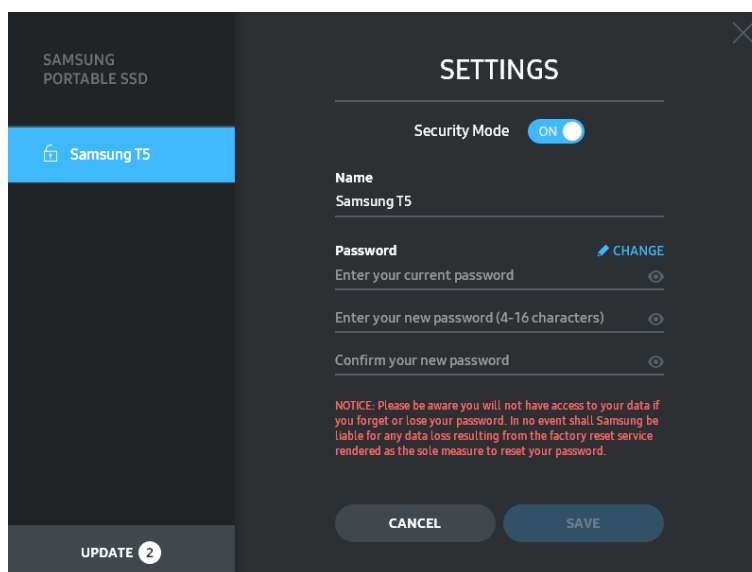 SAMSUNG
PORTABLE SSD
Samsung T5
UPDATE 2
SETTINGS
Security Mode ON
Name
Samsung T5
Password CHANGE
Enter your current password
Enter your new password (4-16 characters)
Confirm your new password
NOTICE: Please be aware you will not have access to your data if
you forget or lose your password. In no event shall Samsung be
liable for any data loss resulting from the factory reset service
rendered as the sole measure to reset your password.
CANCEL SAVE